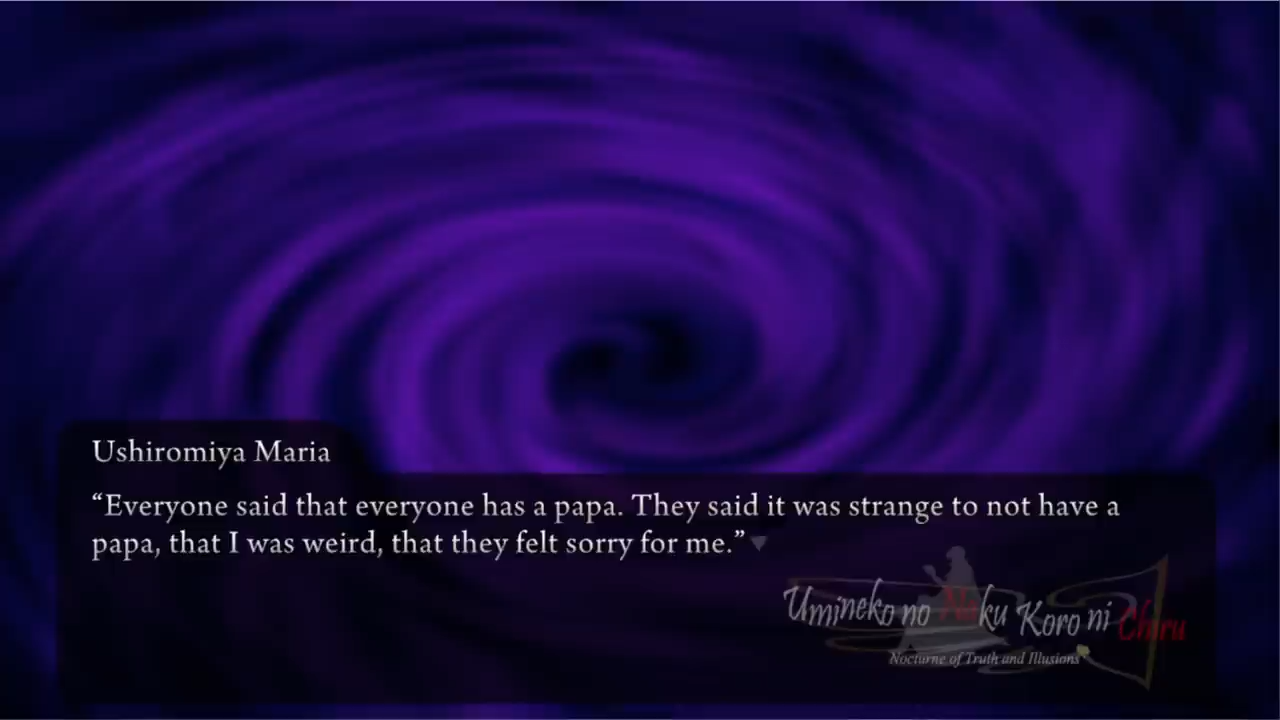 Ushiromiya Maria
“Everyone said that everyone has a papa. They said it was strange to not have a
papa, that I was weird, that they felt sorry for me.”
Umineko no Naku Koro ni Chiru
Nocturne of Truth and Illusions